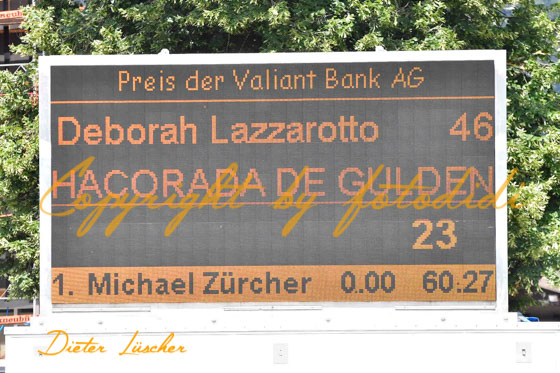 Preis der Valiant Bank AG
Deborah Lazzarotto 46
HACORADA DE GULDEN
Copyright by fotodidi
23
1. Michael Zürcher 0.00 60.27
Dieter Lüscher